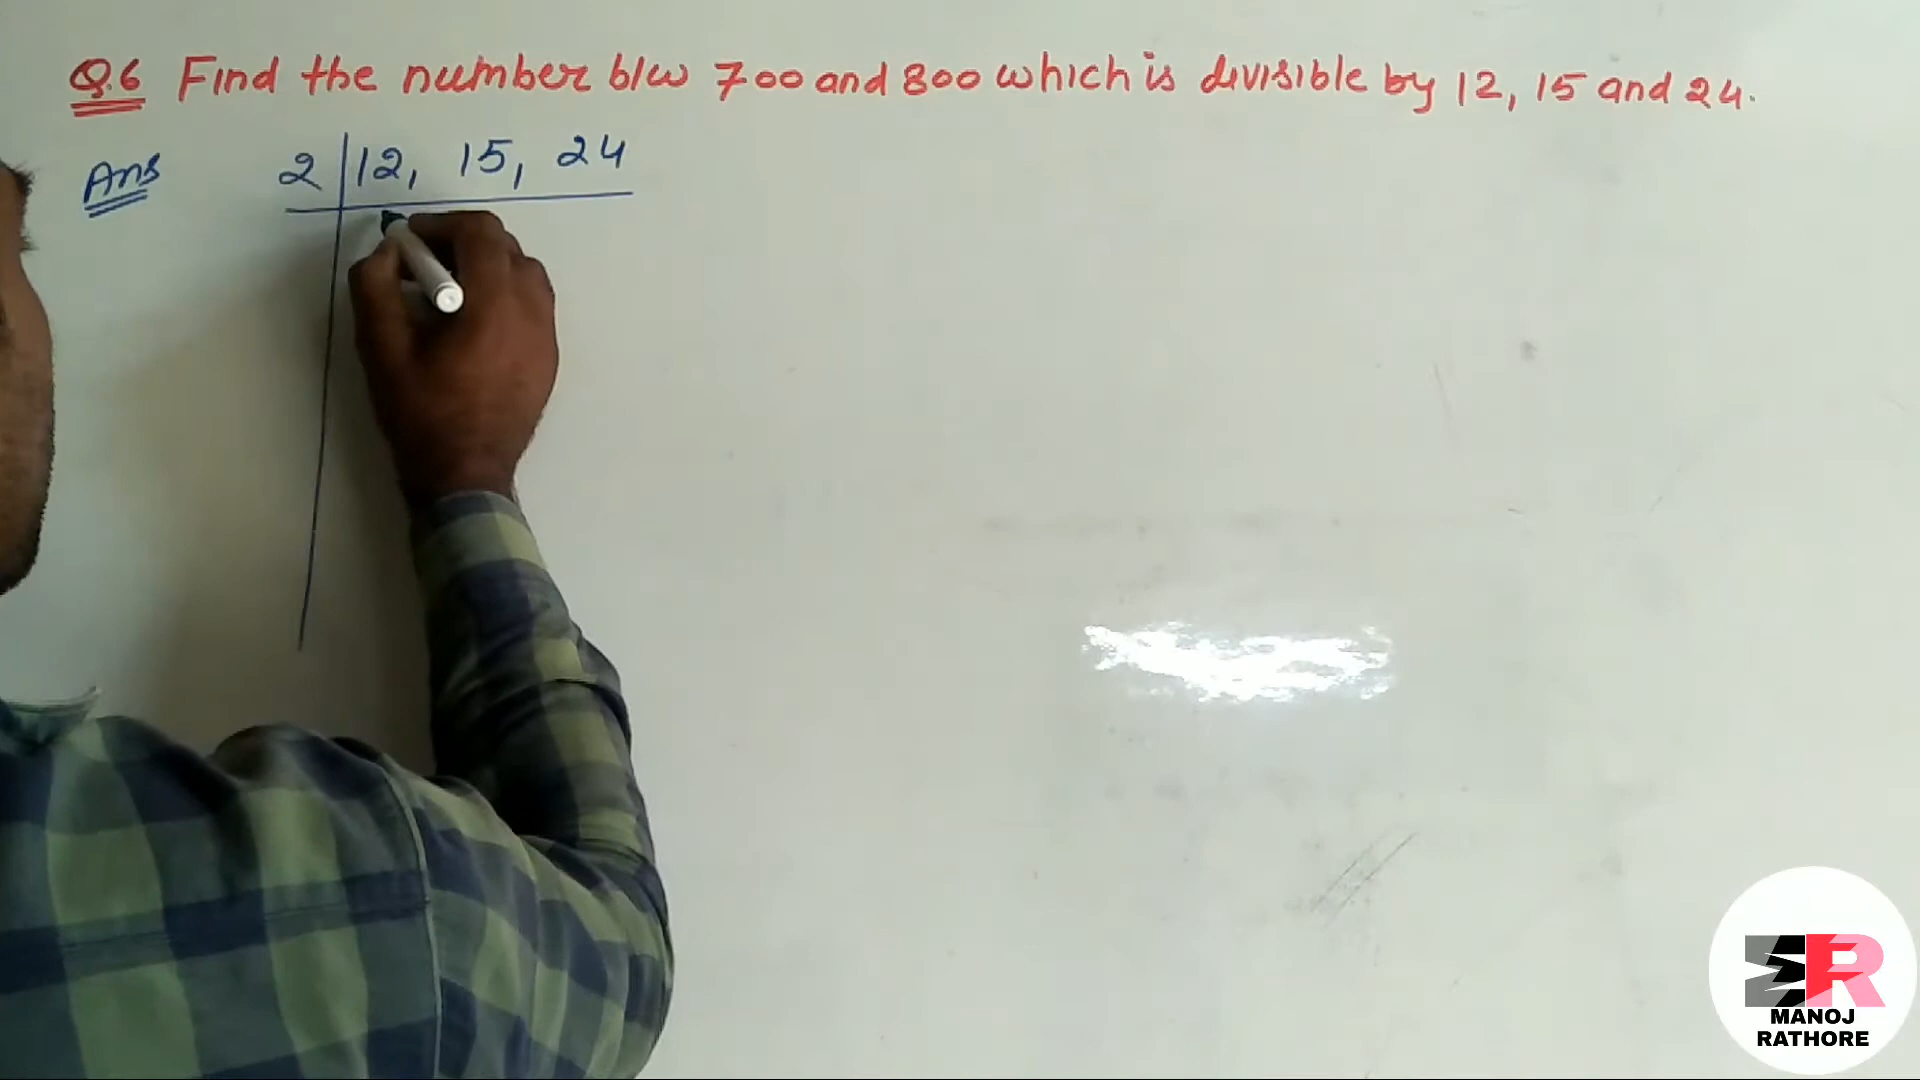 Q.6 Find the number b/w 700 and 800 which is divisible by 12, 15 and 24.
Ans 2 | 12, 15, 24
MANOJ
RATHORE